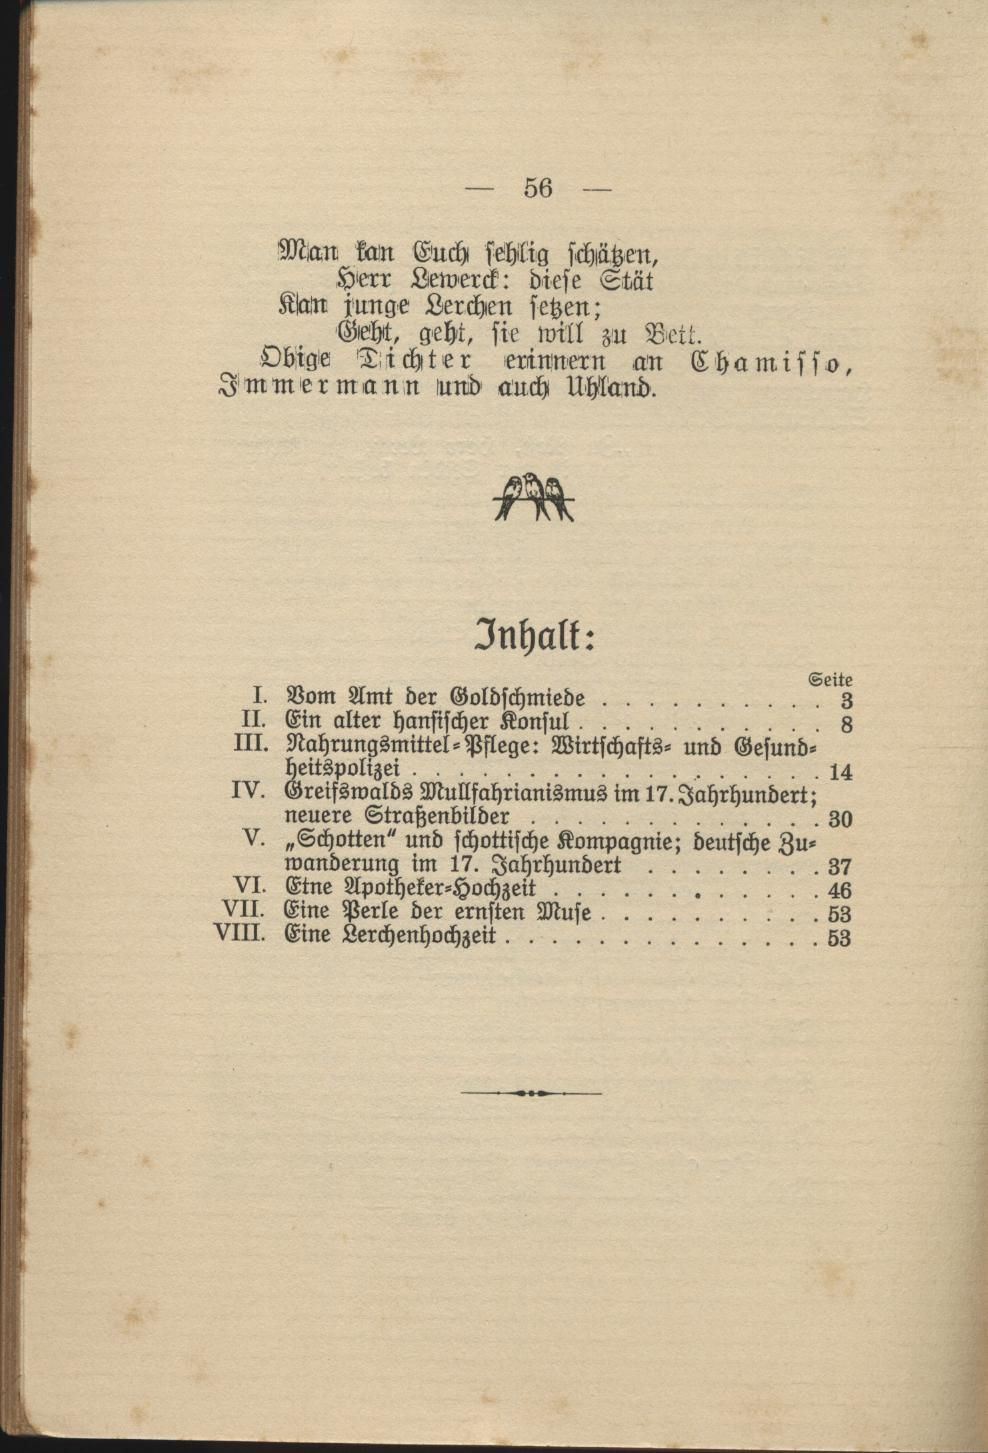 — 56 —
Man kan Euch sehlig schätzen,
Herr Lewerck: diese Stät
Kan junge Lerchen setzen;
Geht, geht, sie will zu Bett.
Obige Tichter erinnern an Chamisso,
Immermann und auch Uhland.
Inhalt:
Seite
I. Vom Amt der Goldschmiede . . . . . . . . . . 3
II. Ein alter hansischer Konsul . . . . . . . . . . . 8
III. Nahrungsmittel-Pflege: Wirtschafts- und Gesund-
heitspolizei . . . . . . . . . . . . . . . . . . 14
IV. Greifswalds Mullfahrianismus im 17. Jahrhundert;
neuere Straßenbilder . . . . . . . . . . . . . 30
V. „Schotten“ und schottische Kompagnie; deutsche Zu-
wanderung im 17. Jahrhundert . . . . . . . . 37
VI. Etne Apotheker-Hochzeit . . . . . . . . . . . . 46
VII. Eine Perle der ernsten Muse . . . . . . . . . . 53
VIII. Eine Lerchenhochzeit . . . . . . . . . . . . . . 53